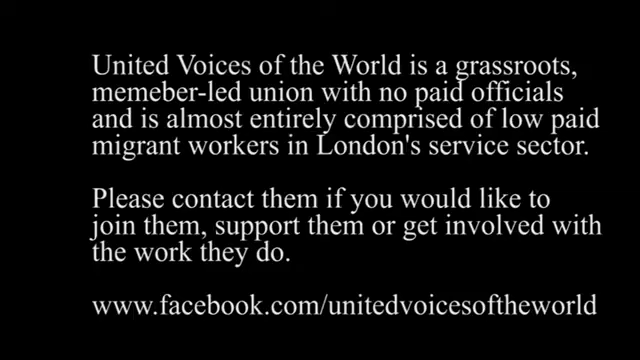 United Voices of the World is a grassroots,
memeber-led union with no paid officials
and is almost entirely comprised of low paid
migrant workers in London's service sector.
Please contact them if you would like to
join them, support them or get involved with
the work they do.
www.facebook.com/unitedvoicesoftheworld